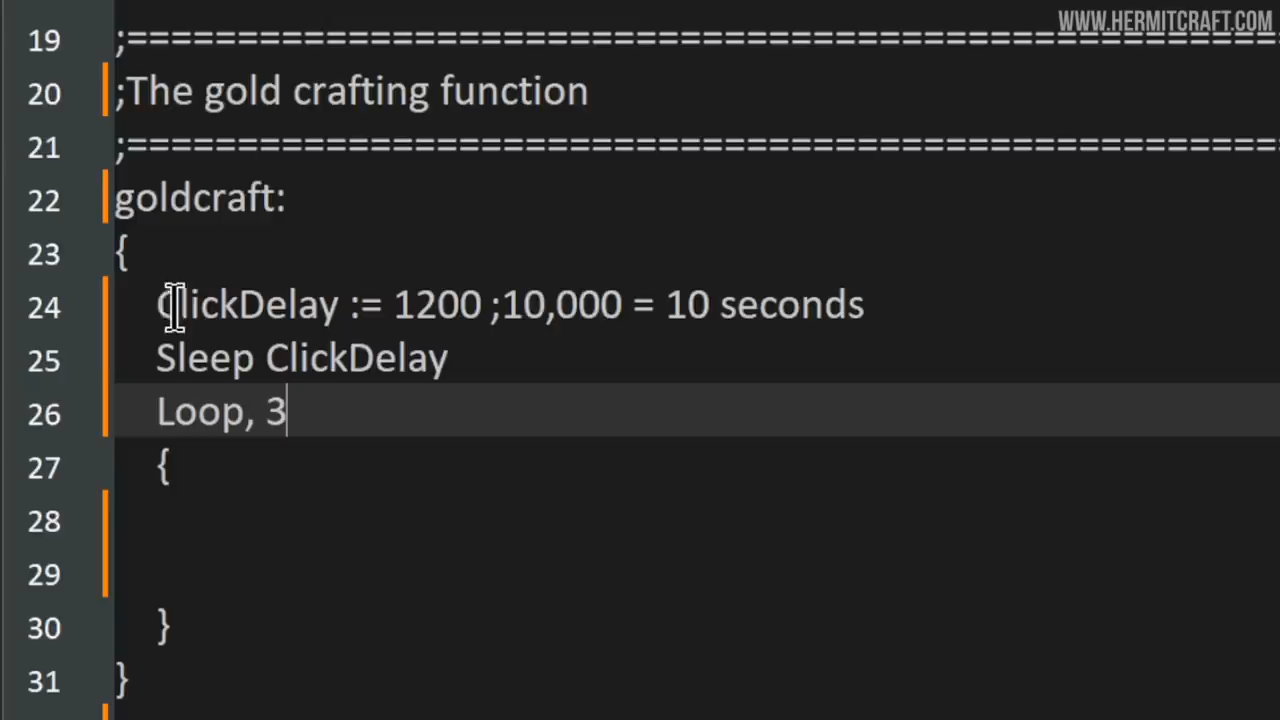 WWW.HERMITCRAFT.COM
19 ;======================================================
20 ;The gold crafting function
21 ;======================================================
22 goldcraft:
23 {
24 ClickDelay := 1200 ;10,000 = 10 seconds
25 Sleep ClickDelay
26 Loop, 3
27 {
28
29
30 }
31 }